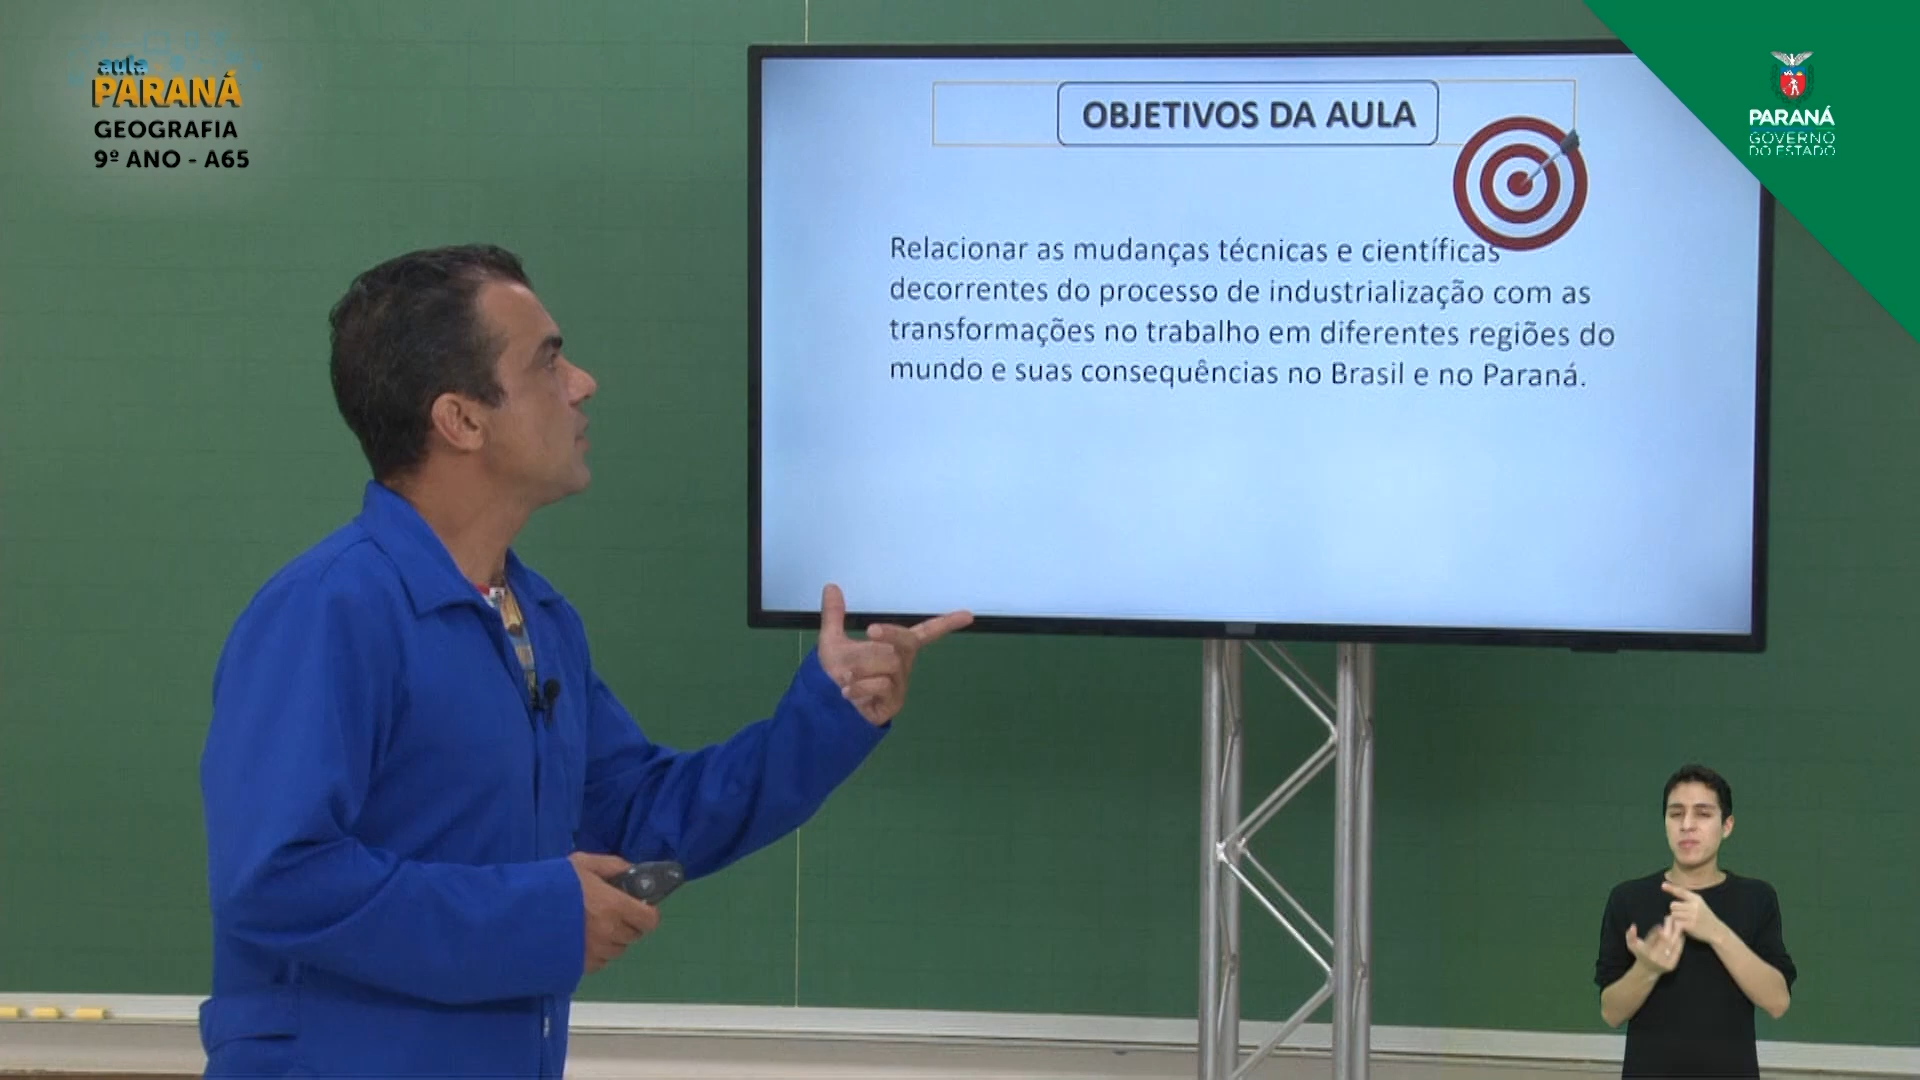 aula
PARANÁ
GEOGRAFIA
9º ANO - A65
OBJETIVOS DA AULA
Relacionar as mudanças técnicas e científicas
decorrentes do processo de industrialização com as
transformações no trabalho em diferentes regiões do
mundo e suas consequências no Brasil e no Paraná.
PARANÁ
GOVERNO
DO ESTADO